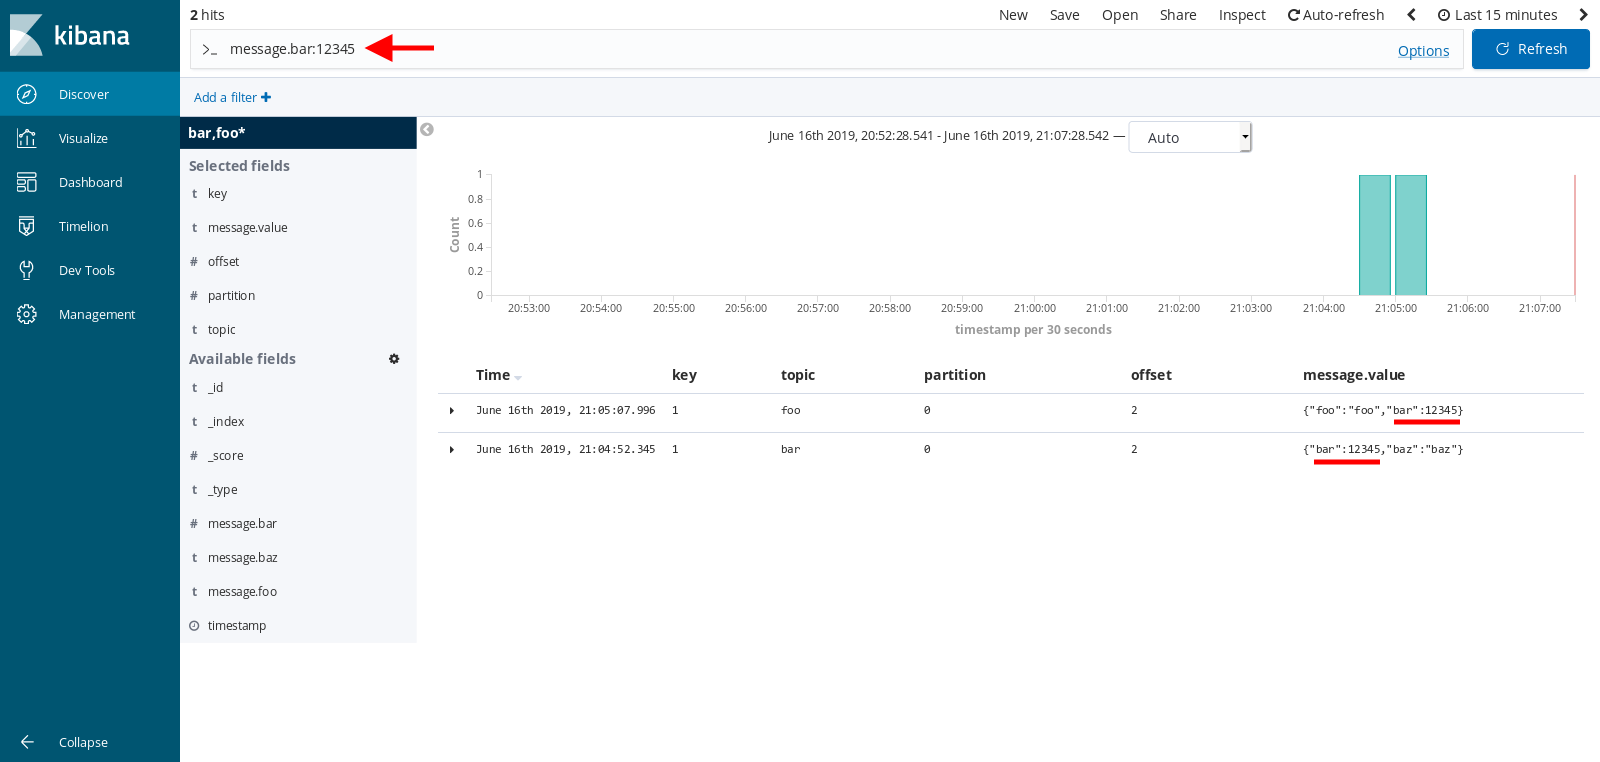 kibana
Discover
Visualize
Dashboard
Timelion
Dev Tools
Management
Collapse
2 hits
New Save Open Share Inspect Auto-refresh Last 15 minutes
>_ message.bar:12345
Options
Refresh
Add a filter +
bar,foo*
Selected fields
t key
t message.value
# offset
# partition
t topic
Available fields
t _id
t _index
# _score
t _type
# message.bar
t message.baz
t message.foo
timestamp
June 16th 2019, 20:52:28.541 - June 16th 2019, 21:07:28.542 — Auto
Count
1
0.8
0.6
0.4
0.2
0
20:53:00 20:54:00 20:55:00 20:56:00 20:57:00 20:58:00 20:59:00 21:00:00 21:01:00 21:02:00 21:03:00 21:04:00 21:05:00 21:06:00 21:07:00
timestamp per 30 seconds
Time key topic partition offset message.value
June 16th 2019, 21:05:07.996 1 foo 0 2 {"foo":"foo","bar":12345}
June 16th 2019, 21:04:52.345 1 bar 0 2 {"bar":12345,"baz":"baz"}